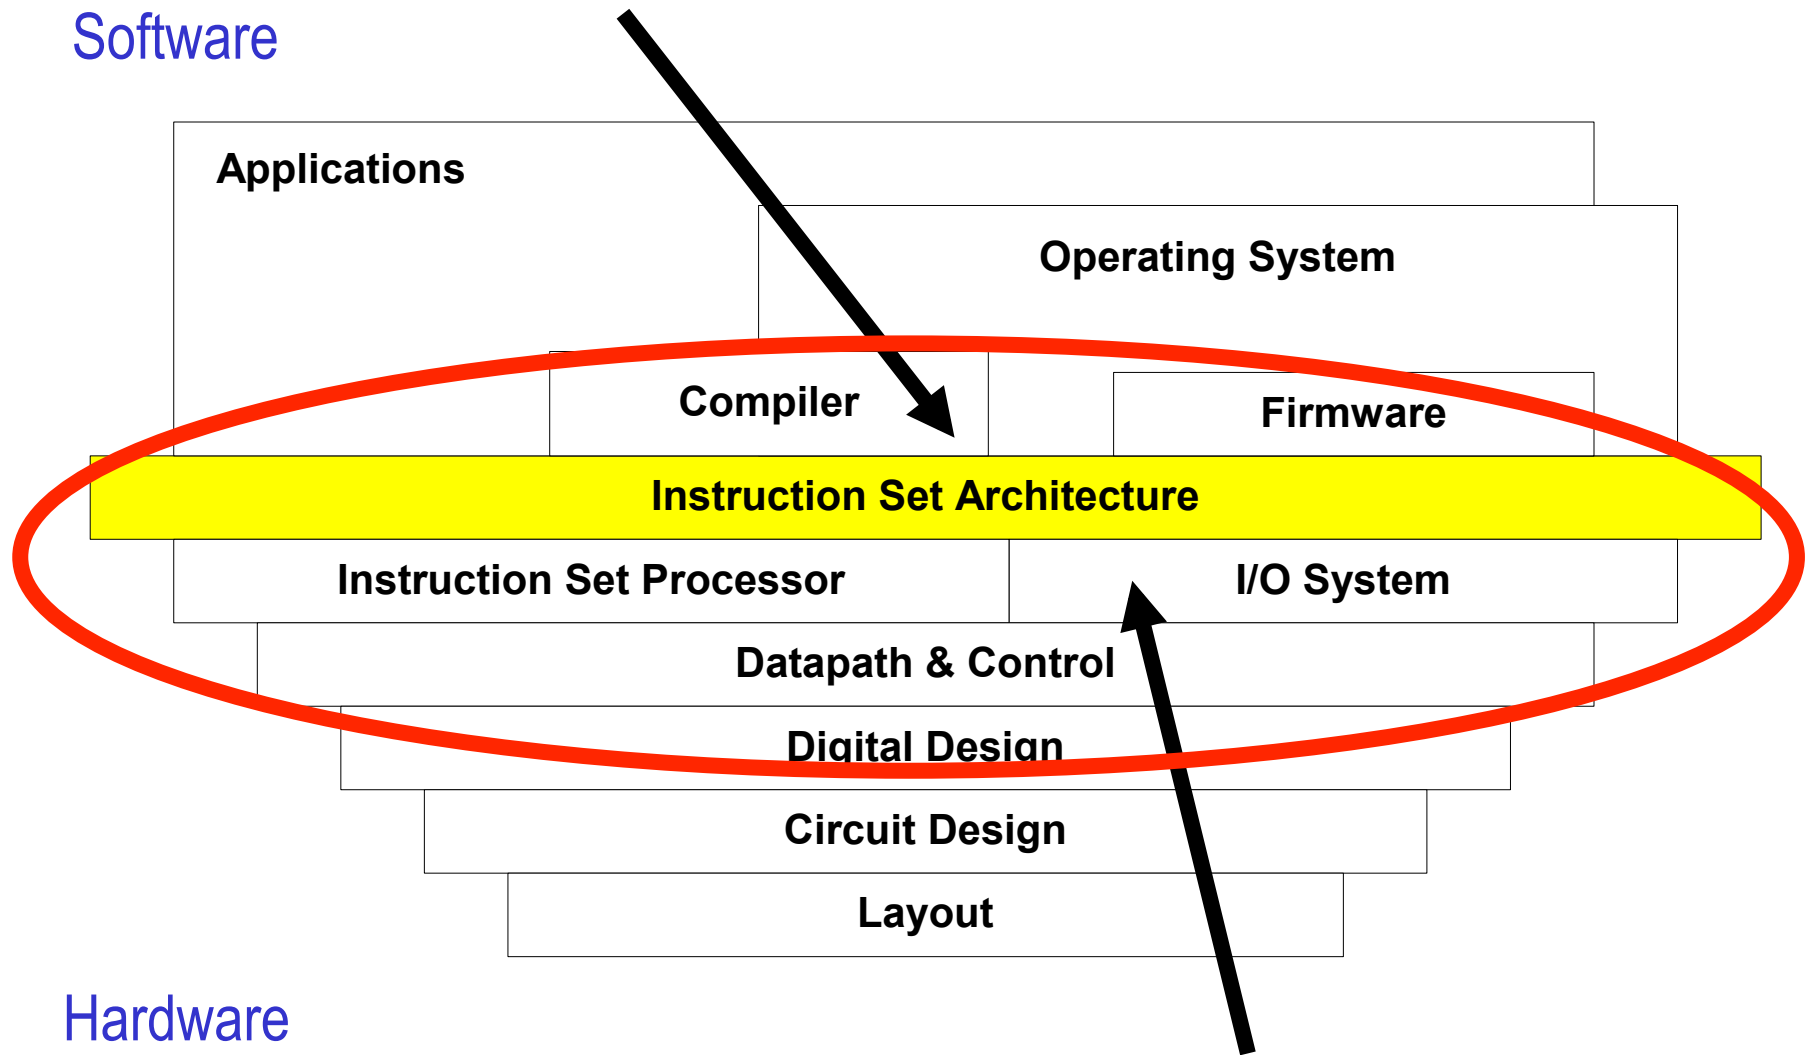 Software
Applications
Operating System
Compiler
Firmware
Instruction Set Architecture
Instruction Set Processor
I/O System
Datapath & Control
Digital Design
Circuit Design
Layout
Hardware